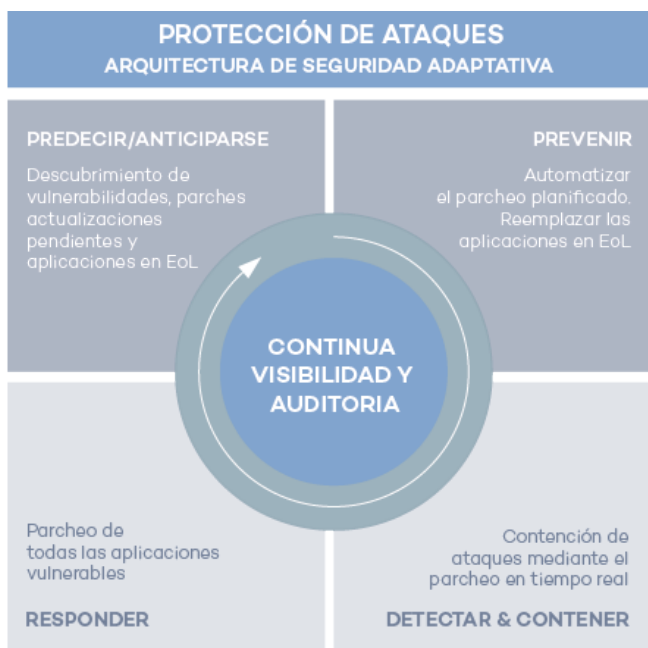 PROTECCIÓN DE ATAQUES
ARQUITECTURA DE SEGURIDAD ADAPTATIVA
PREDECIR/ANTICIPARSE
Descubrimiento de
vulnerabilidades, parches
actualizaciones
pendientes y
aplicaciones en EoL
PREVENIR
Automatizar
el parcheo planificado.
Reemplazar las
aplicaciones en EoL
CONTINUA
VISIBILIDAD Y
AUDITORIA
Parcheo de
todas las aplicaciones
vulnerables
RESPONDER
Contención de
ataques mediante el
parcheo en tiempo real
DETECTAR & CONTENER